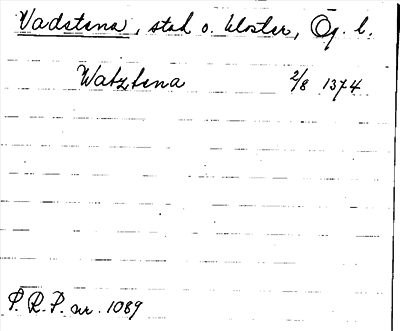 Vadstena, stad o. kloster, Ög. l.
Watztena 2/8 1374
P. R. P. nr. 1089